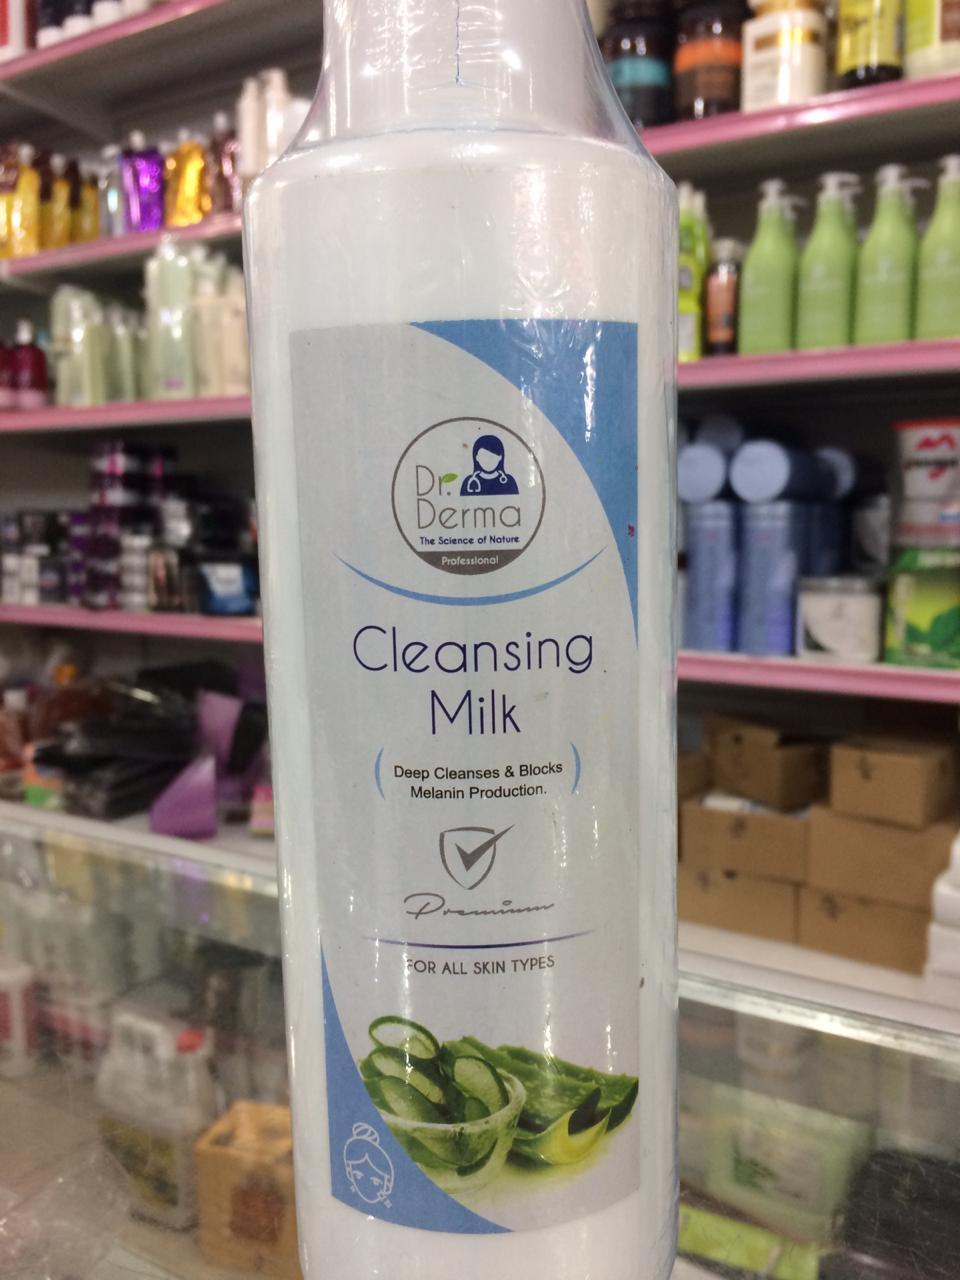 Dr.
Derma
The Science of Nature
Professional
Cleansing
Milk
Deep Cleanses & Blocks
Melanin Production.
Premium
FOR ALL SKIN TYPES